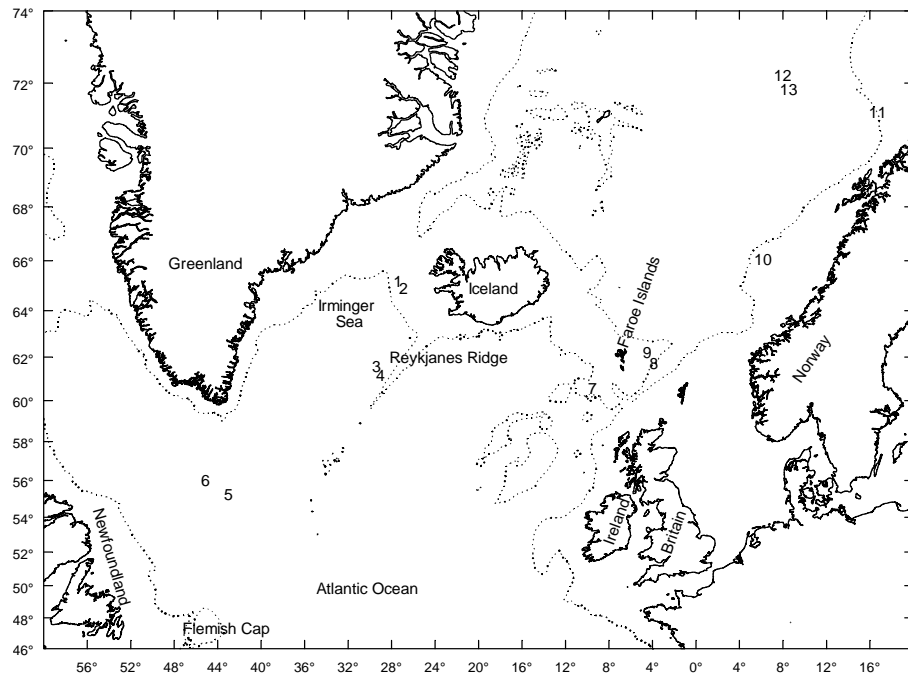 74°
72°
70°
68°
66°
64°
62°
60°
58°
56°
54°
52°
50°
48°
46°
12
13
11
10
Greenland
Irminger
Sea
1
2
Iceland
Faroe Islands
Reykjanes Ridge
3
4
9
8
7
Norway
6
5
Newfoundland
Ireland
Britain
Atlantic Ocean
Flemish Cap
56° 52° 48° 44° 40° 36° 32° 28° 24° 20° 16° 12° 8° 4° 0° 4° 8° 12° 16°